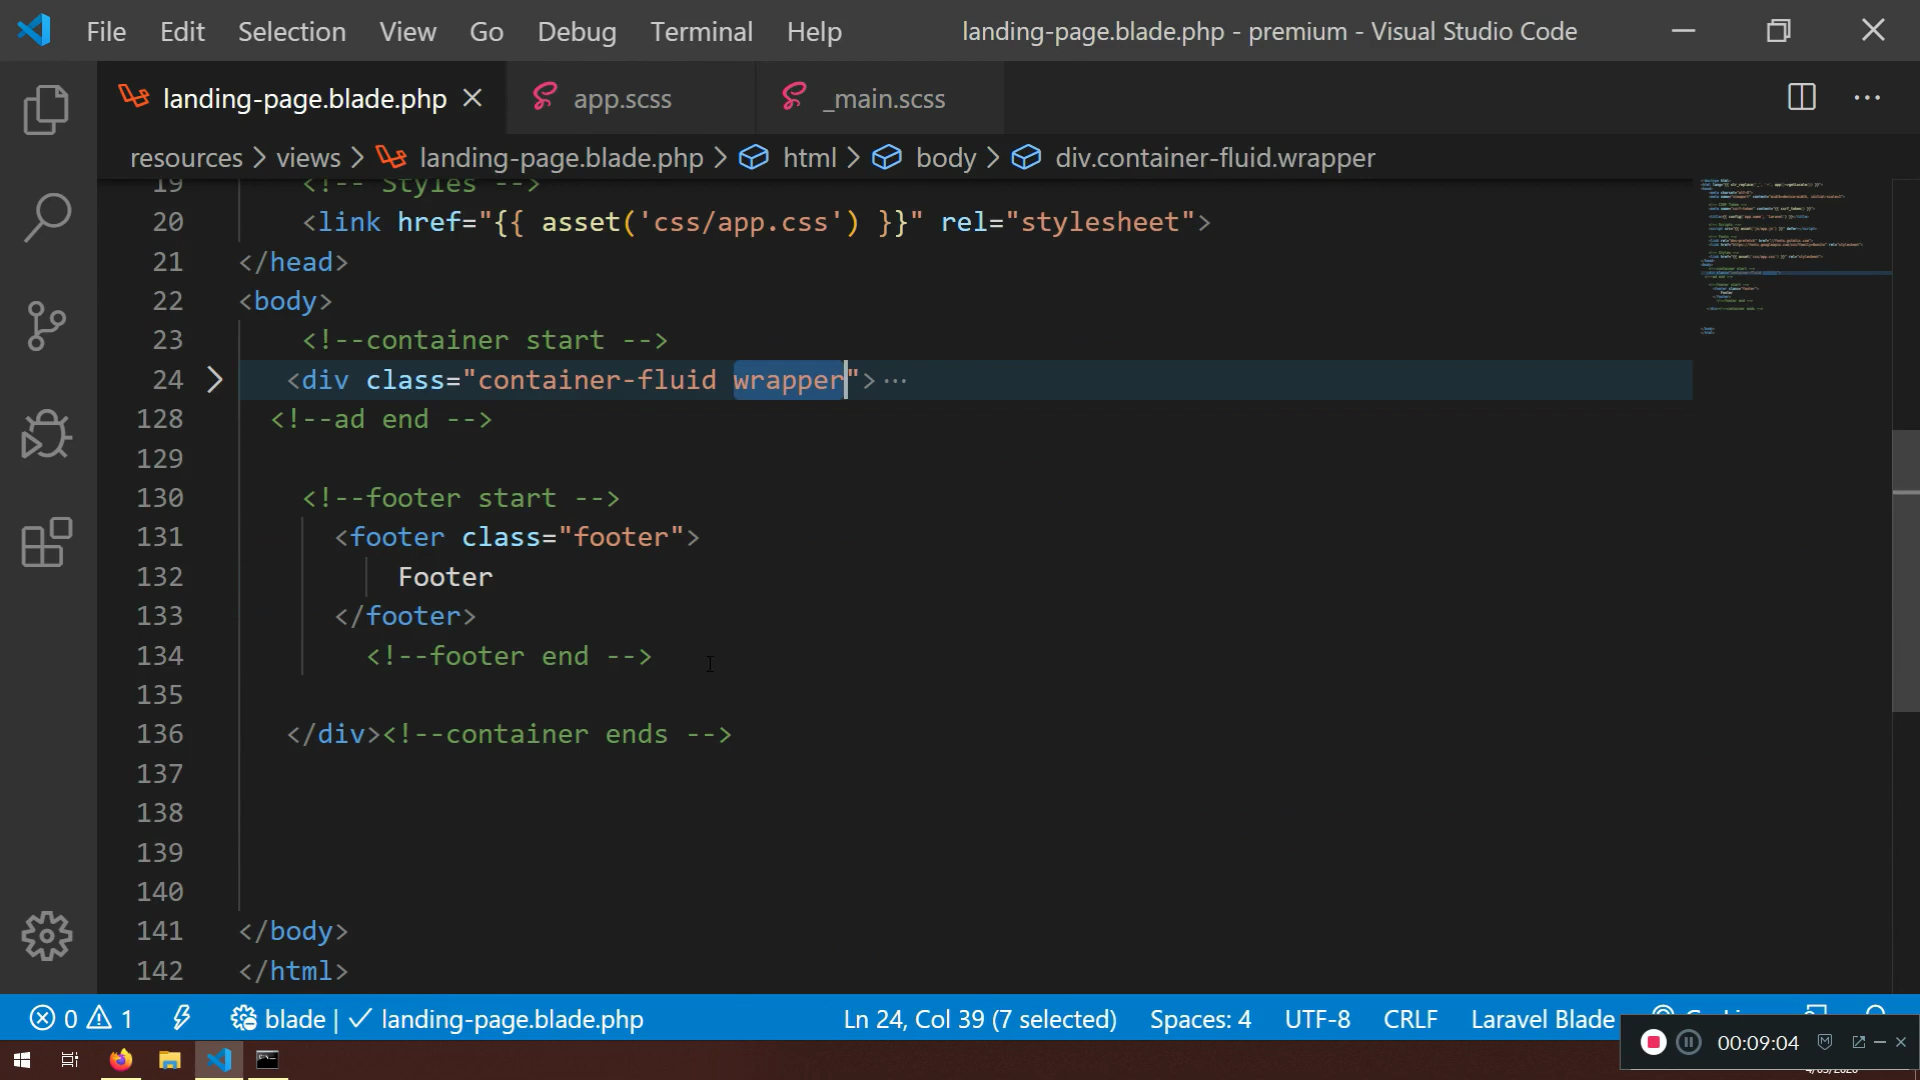 File Edit Selection View Go Debug Terminal Help landing-page.blade.php - premium - Visual Studio Code
landing-page.blade.php app.scss _main.scss
resources > views > landing-page.blade.php > html > body > div.container-fluid.wrapper
19 <!-- Styles -->
20 <link href="{{ asset('css/app.css') }}" rel="stylesheet">
21 </head>
22 <body>
23 <!--container start -->
24 <div class="container-fluid wrapper">
128 <!--ad end -->
129
130 <!--footer start -->
131 <footer class="footer">
132 Footer
133 </footer>
134 <!--footer end -->
135
136 </div><!--container ends -->
137
138
139
140
141 </body>
142 </html>
0 1 blade | ✓ landing-page.blade.php Ln 24, Col 39 (7 selected) Spaces: 4 UTF-8 CRLF Laravel Blade
00:09:04